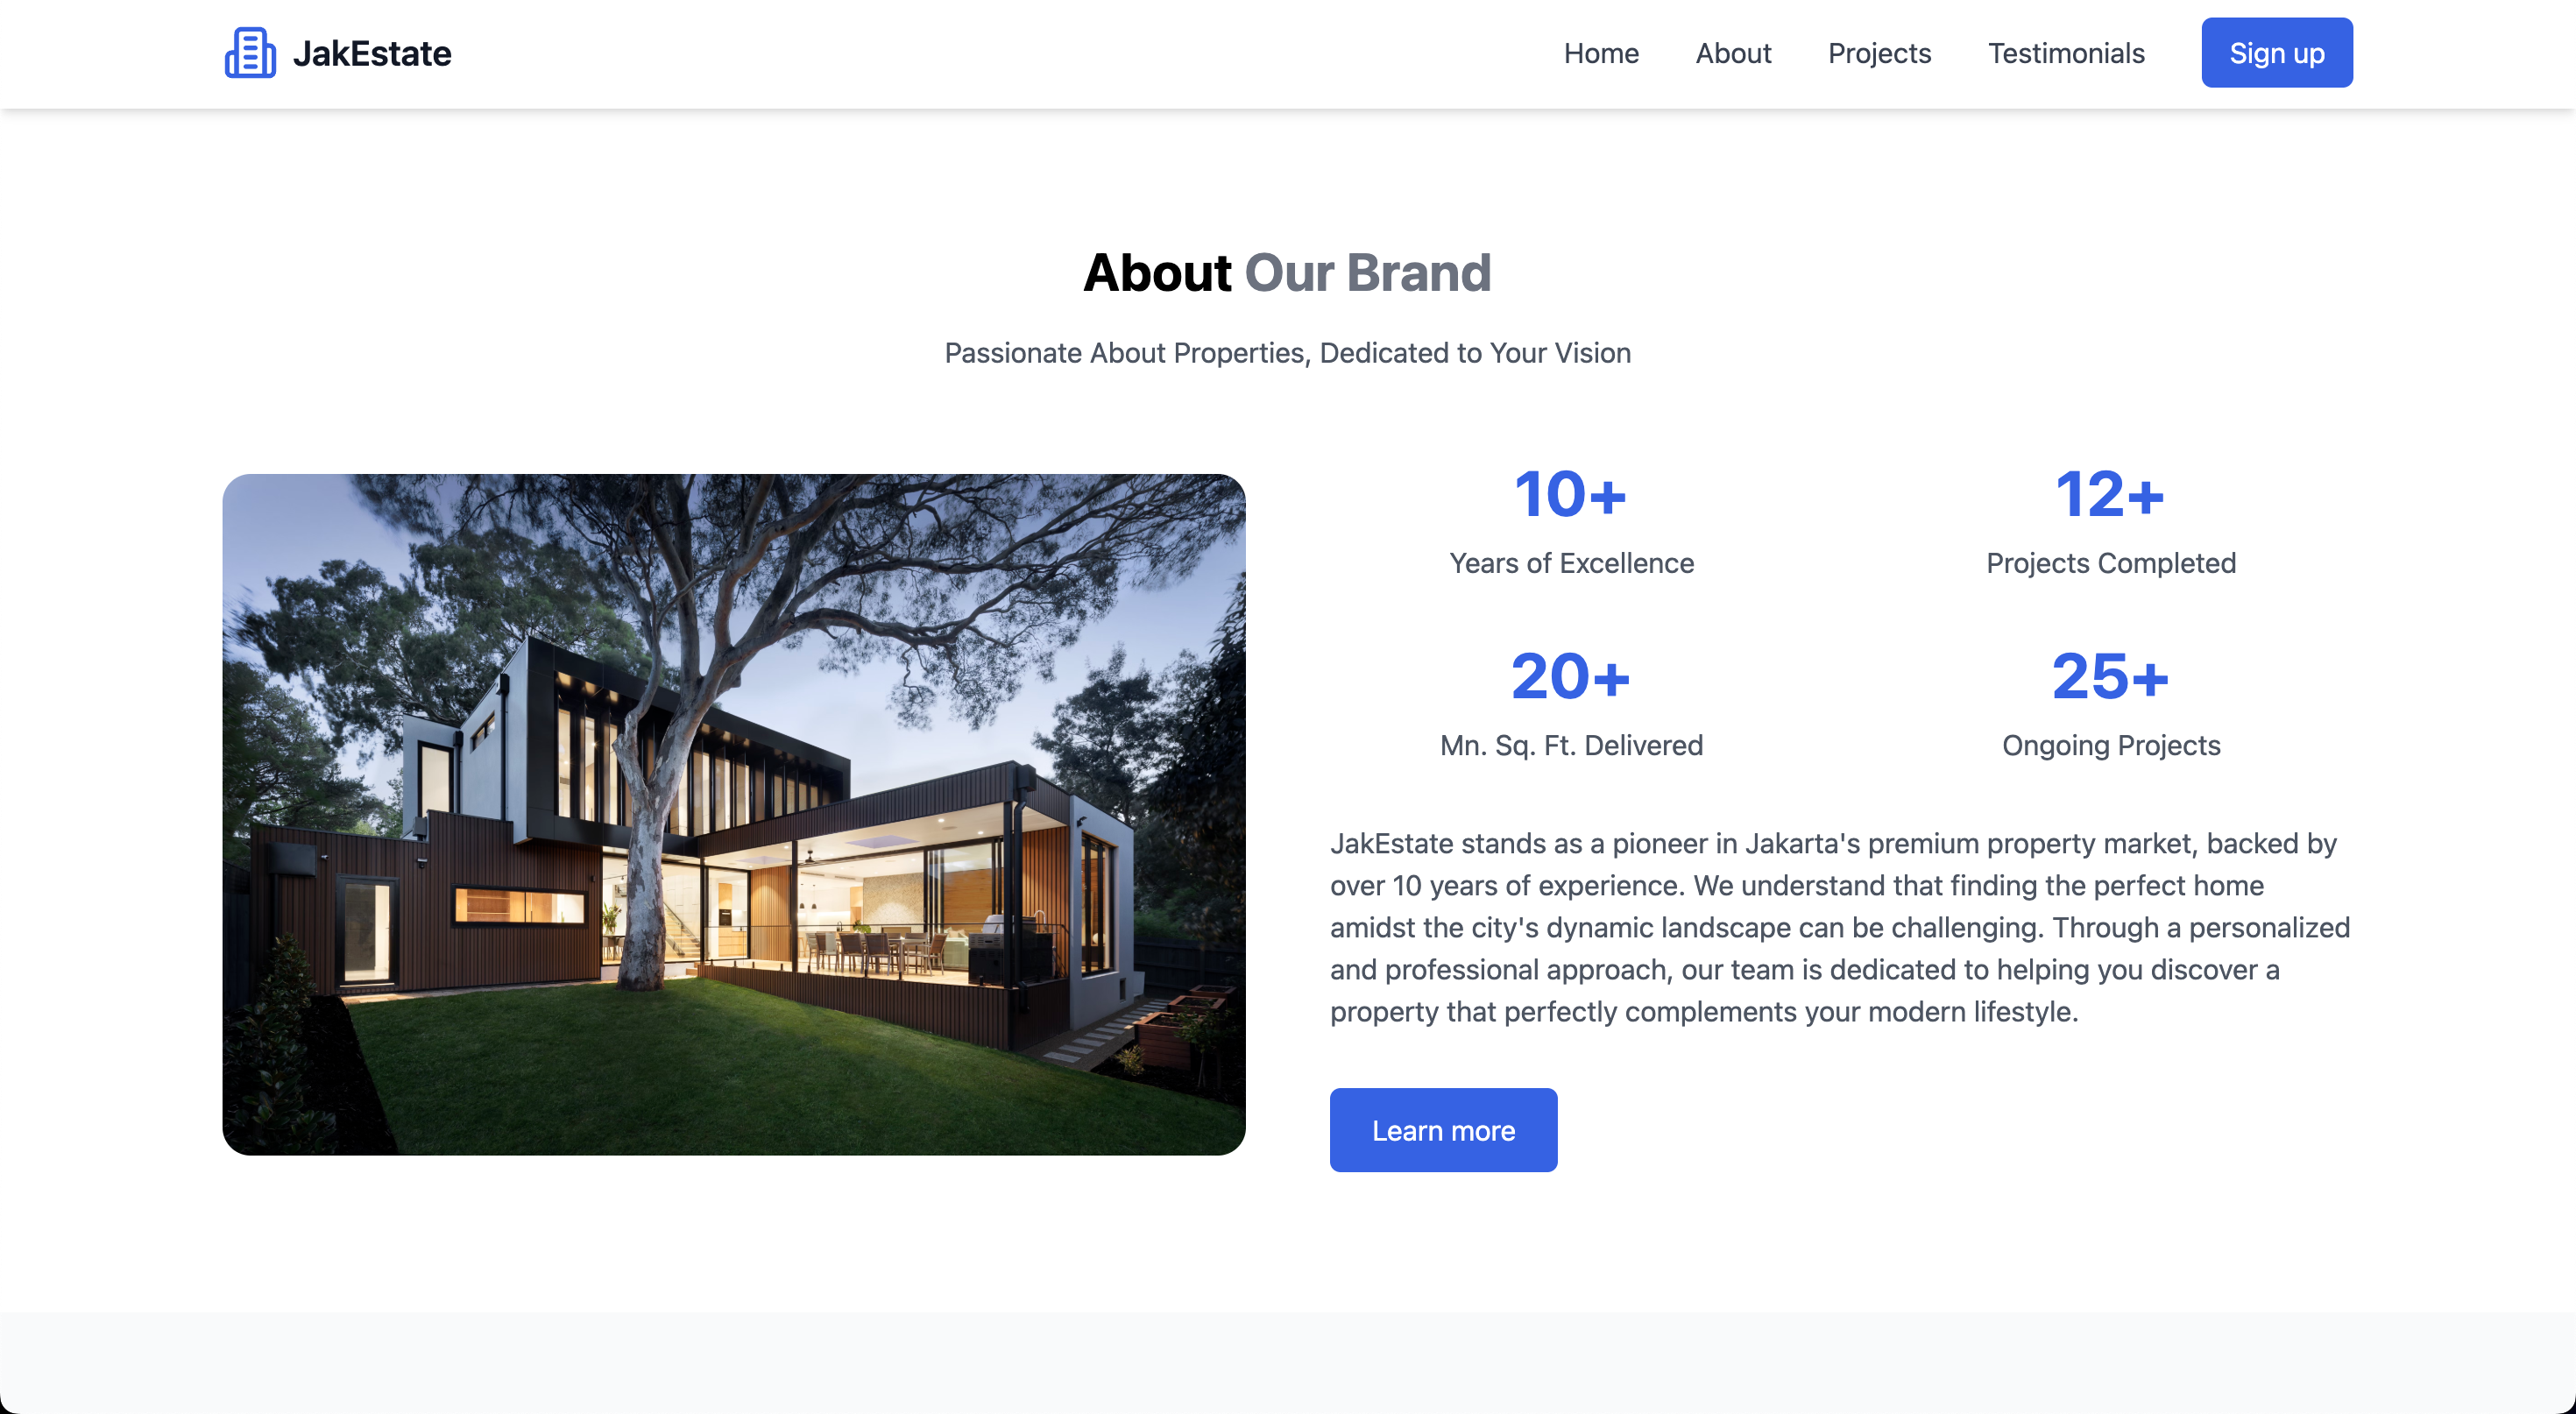 JakEstate
Home
About
Projects
Testimonials
Sign up
About Our Brand
Passionate About Properties, Dedicated to Your Vision
10+
Years of Excellence
12+
Projects Completed
20+
Mn. Sq. Ft. Delivered
25+
Ongoing Projects
JakEstate stands as a pioneer in Jakarta's premium property market, backed by
over 10 years of experience. We understand that finding the perfect home
amidst the city's dynamic landscape can be challenging. Through a personalized
and professional approach, our team is dedicated to helping you discover a
property that perfectly complements your modern lifestyle.
Learn more